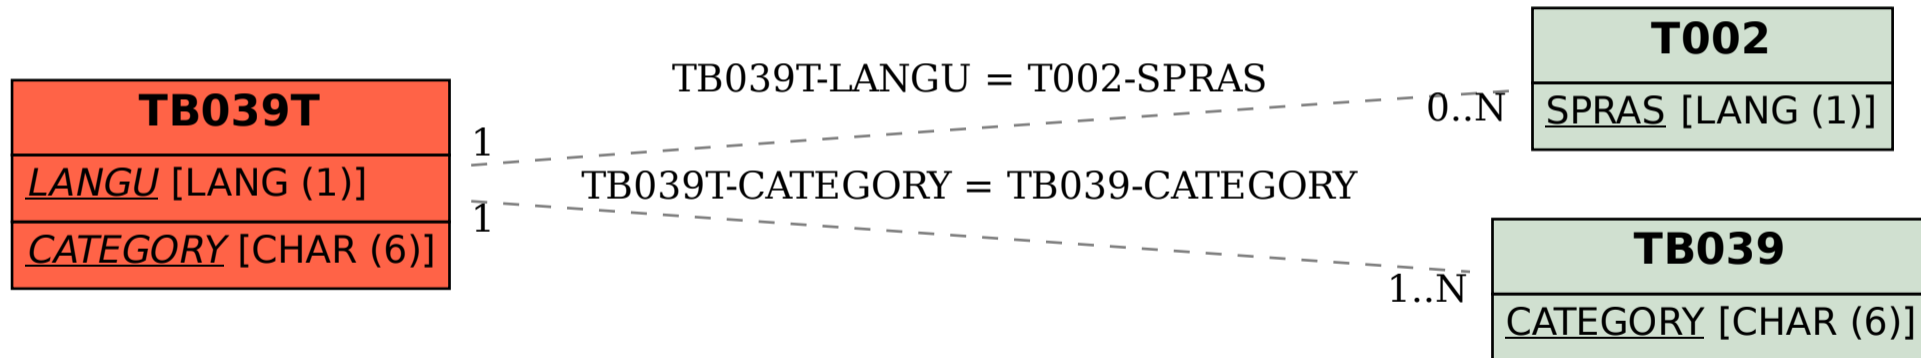 TB039T
LANGU [LANG (1)]
CATEGORY [CHAR (6)]
TB039T-LANGU = T002-SPRAS
1
0..N
TB039T-CATEGORY = TB039-CATEGORY
1
1..N
T002
SPRAS [LANG (1)]
TB039
CATEGORY [CHAR (6)]